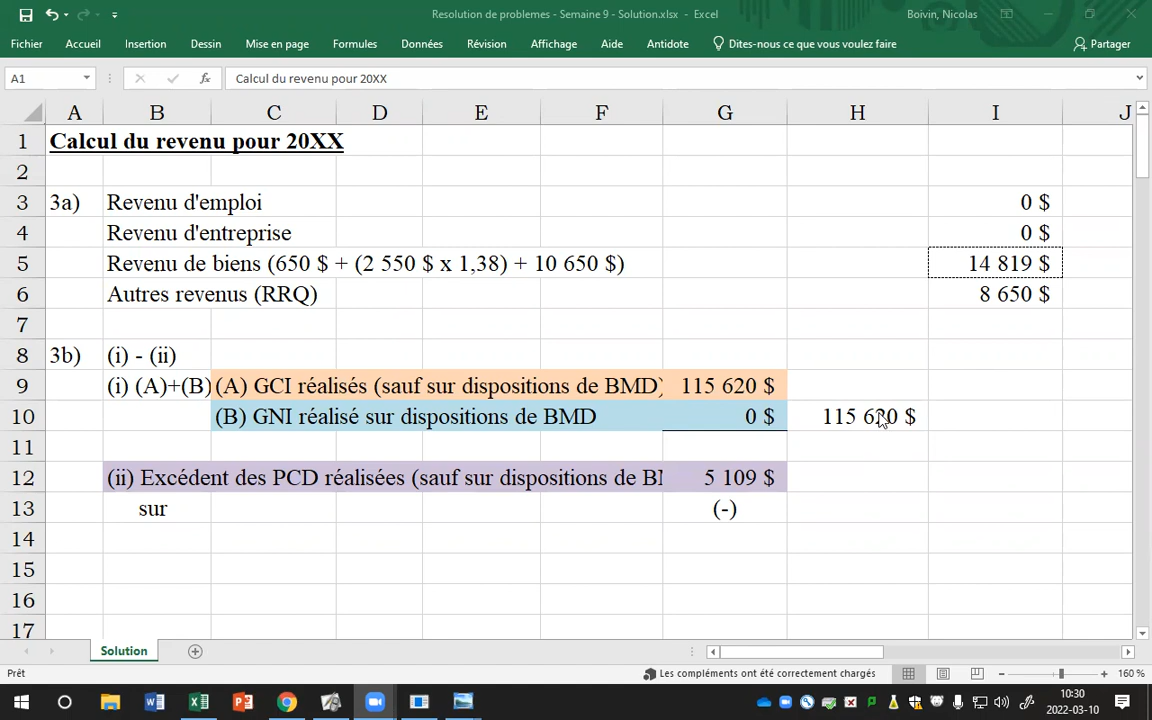 Resolution de problemes - Semaine 9 - Solution.xlsx - Excel
Boivin, Nicolas
Fichier Accueil Insertion Dessin Mise en page Formules Données Révision Affichage Aide Antidote Dites-nous ce que vous voulez faire Partager
A1 fx Calcul du revenu pour 20XX
A B C D E F G H I J
1 Calcul du revenu pour 20XX
2
3 3a) Revenu d'emploi 0 $
4 Revenu d'entreprise 0 $
5 Revenu de biens (650 $ + (2 550 $ x 1,38) + 10 650 $) 14 819 $
6 Autres revenus (RRQ) 8 650 $
7
8 3b) (i) - (ii)
9 (i) (A)+(B) (A) GCI réalisés (sauf sur dispositions de BMD) 115 620 $
10 (B) GNI réalisé sur dispositions de BMD 0 $ 115 620 $
11
12 (ii) Excédent des PCD réalisées (sauf sur dispositions de BM 5 109 $
13 sur (-)
14
15
16
17
Solution
Prêt Les compléments ont été correctement chargés 160 %
10:30
2022-03-10